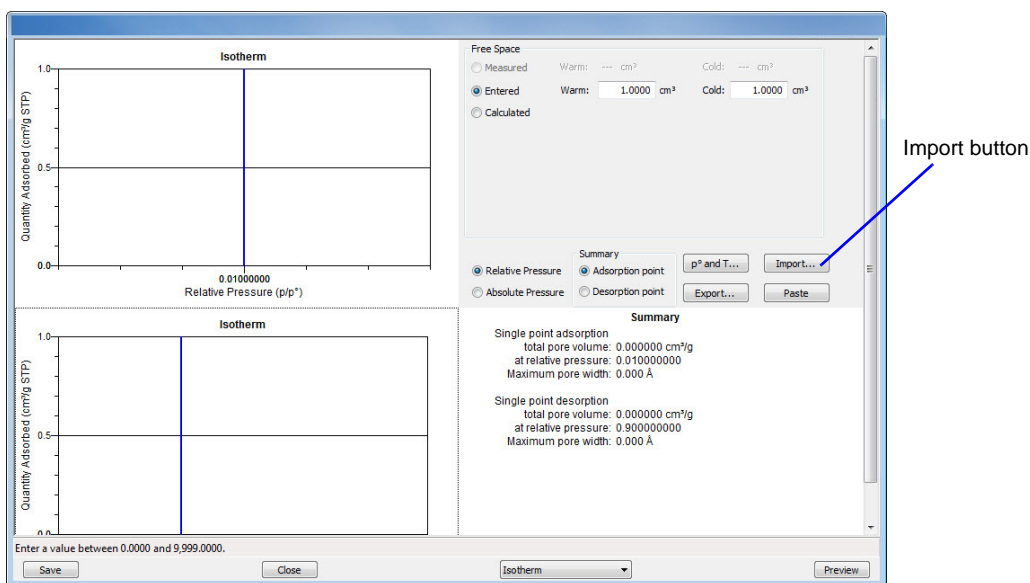 Isotherm
1.0
0.5
0.0
Quantity Adsorbed (cm³/g STP)
0.01000000
Relative Pressure (p/p°)
Free Space
Measured Warm: --- cm³ Cold: --- cm³
Entered Warm: 1.0000 cm³ Cold: 1.0000 cm³
Calculated
Import button
Relative Pressure
Absolute Pressure
Summary
Adsorption point
Desorption point
p° and T... Import...
Export... Paste
Isotherm
1.0
0.5
0.0
Quantity Adsorbed (cm³/g STP)
Summary
Single point adsorption
total pore volume: 0.000000 cm³/g
at relative pressure: 0.010000000
Maximum pore width: 0.000 Å
Single point desorption
total pore volume: 0.000000 cm³/g
at relative pressure: 0.900000000
Maximum pore width: 0.000 Å
Enter a value between 0.0000 and 9,999.0000.
Save Close Isotherm Preview